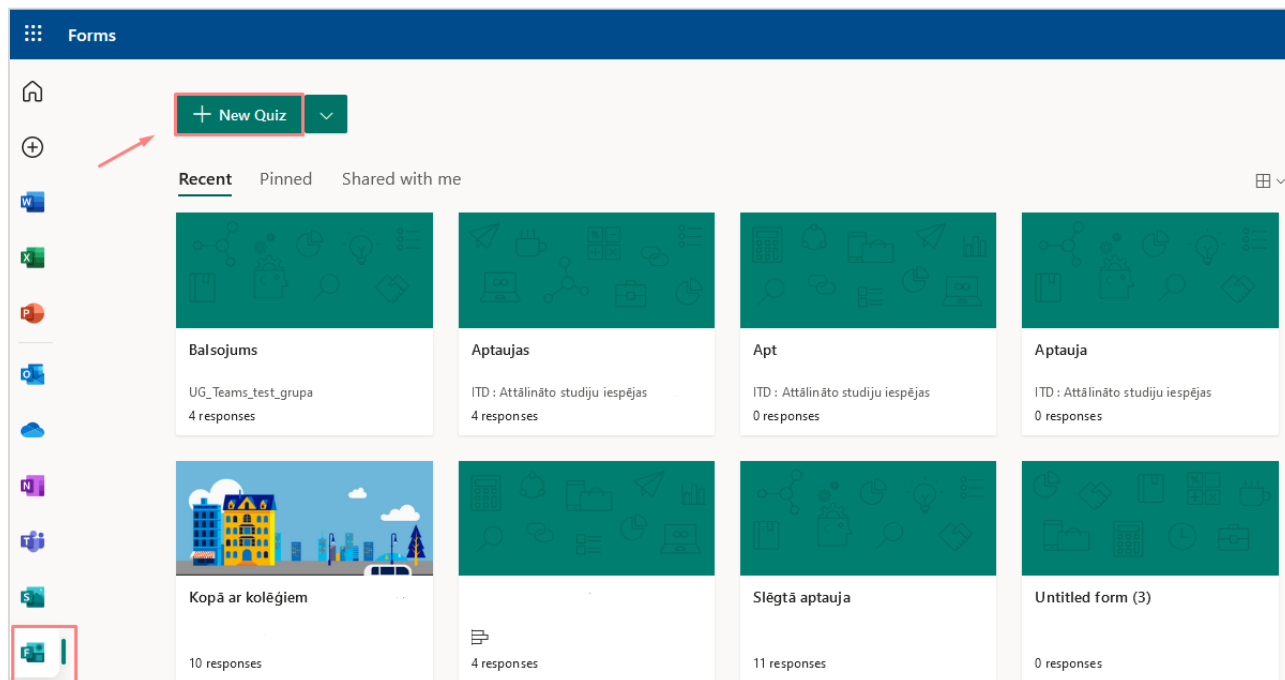 Forms
+ New Quiz
Recent Pinned Shared with me
Balsojums
UG_Teams_test_grupa
4 responses
Aptaujas
ITD : Attālināto studiju iespējas
4 responses
Apt
ITD : Attālināto studiju iespējas
0 responses
Aptauja
ITD : Attālināto studiju iespējas
0 responses
Kopā ar kolēģiem
10 responses
4 responses
Slēgtā aptauja
11 responses
Untitled form (3)
0 responses